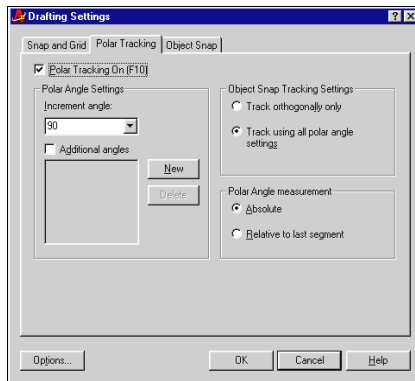 Drafting Settings
Snap and Grid
Polar Tracking
Object Snap
Polar Tracking On (F10)
Polar Angle Settings
Increment angle:
90
Additional angles
New
Delete
Object Snap Tracking Settings
Track orthogonally only
Track using all polar angle
settings
Polar Angle measurement
Absolute
Relative to last segment
Options...
OK
Cancel
Help